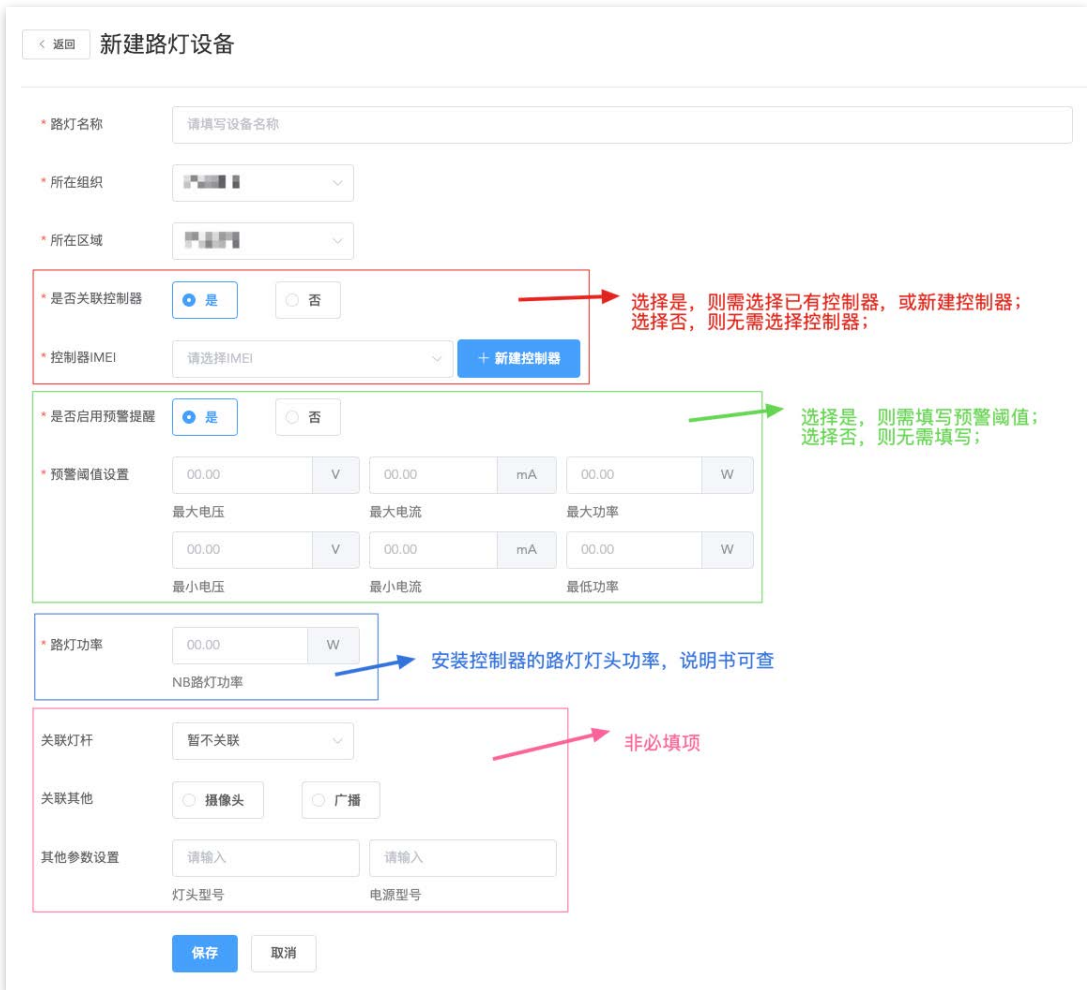 < 返回 新建路灯设备
* 路灯名称 请填写设备名称
* 所在组织
* 所在区域
* 是否关联控制器 是 否
选择是，则需选择已有控制器，或新建控制器；
选择否，则无需选择控制器；
* 控制器IMEI 请选择IMEI + 新建控制器
* 是否启用预警提醒 是 否
选择是，则需填写预警阈值；
选择否，则无需填写；
* 预警阈值设置 00.00 V 00.00 mA 00.00 W
最大电压 最大电流 最大功率
00.00 V 00.00 mA 00.00 W
最小电压 最小电流 最低功率
* 路灯功率 00.00 W
安装控制器的路灯灯头功率，说明书可查
NB路灯功率
关联灯杆 暂不关联
非必填项
关联其他 摄像头 广播
其他参数设置 请输入 请输入
灯头型号 电源型号
保存 取消